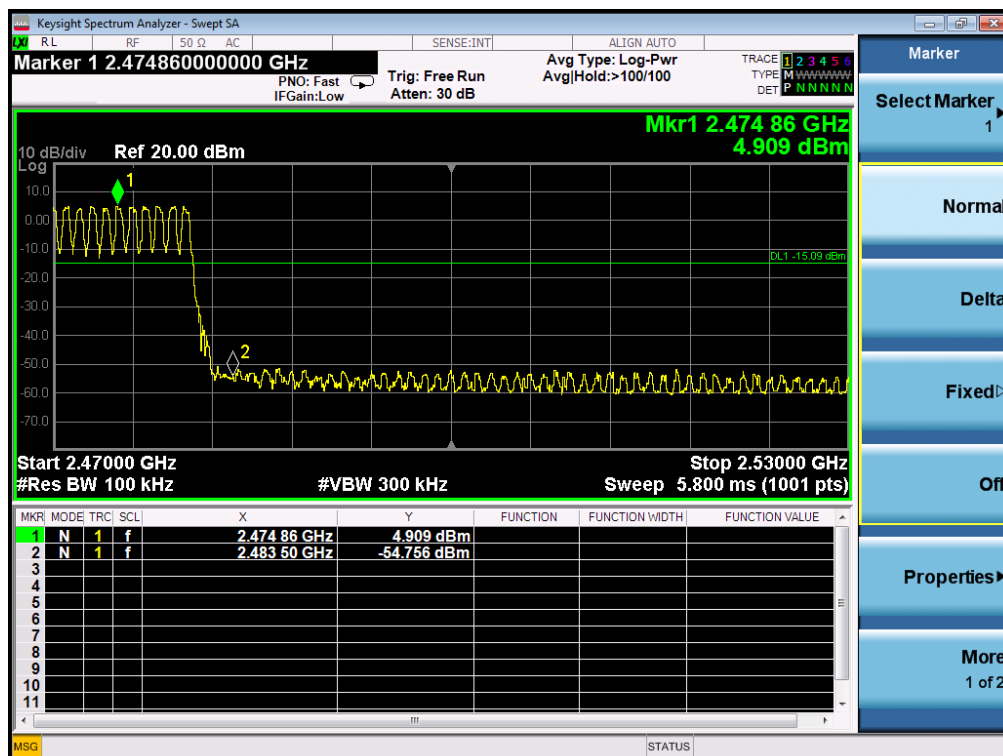 Keysight Spectrum Analyzer - Swept SA
LXI RL RF 50 Ω AC SENSE:INT ALIGN AUTO
Marker 1 2.474860000000 GHz
PNO: Fast
IFGain:Low
Trig: Free Run
Atten: 30 dB
Avg Type: Log-Pwr
Avg|Hold:>100/100
TRACE 1 2 3 4 5 6
TYPE M W W W W W
DET P N N N N N
Mkr1 2.474 86 GHz
4.909 dBm
10 dB/div Ref 20.00 dBm
Log
10.0
0.00
-10.0
-20.0
-30.0
-40.0
-50.0
-60.0
-70.0
1
2
DL1 -15.09 dBm
Start 2.47000 GHz Stop 2.53000 GHz
#Res BW 100 kHz #VBW 300 kHz Sweep 5.800 ms (1001 pts)
MKR MODE TRC SCL X Y FUNCTION FUNCTION WIDTH FUNCTION VALUE
1 N 1 f 2.474 86 GHz 4.909 dBm
2 N 1 f 2.483 50 GHz -54.756 dBm
3
4
5
6
7
8
9
10
11
MSG STATUS
Marker
Select Marker
1
Normal
Delta
Fixed
Off
Properties
More
1 of 2